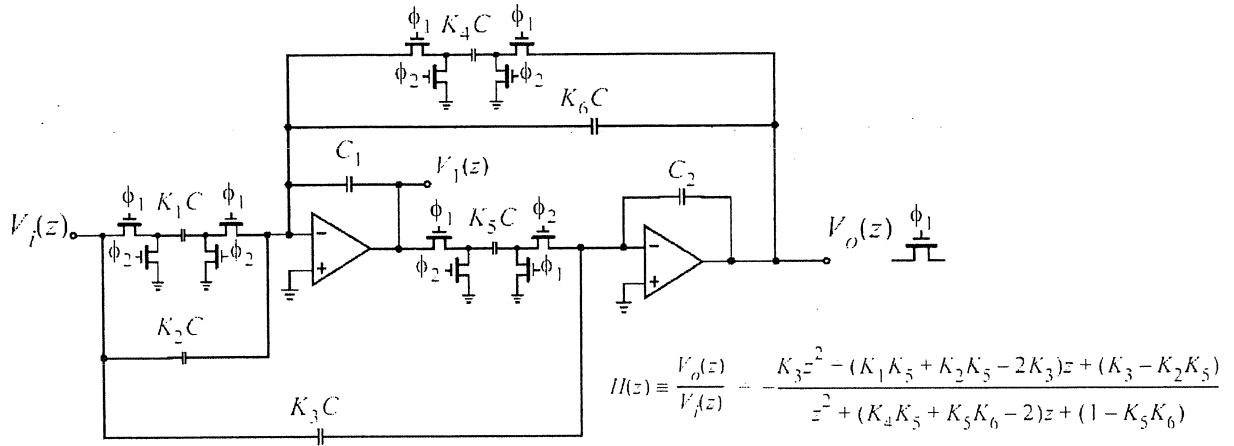 ϕ₁ K₄C ϕ₁
ϕ₂ ϕ₂
K₆C
C₁ V₁(z)
C₂
ϕ₁ K₁C ϕ₁
ϕ₁ K₅C ϕ₂
Vᵢ(z)
Vₒ(z) ϕ₁
ϕ₂ ϕ₂
− +
ϕ₂ ϕ₁
− +
K₂C
K₃C
H(z) ≡ Vₒ(z)/Vᵢ(z) - - K₃z² - (K₁K₅ + K₂K₅ - 2K₃)z + (K₃ - K₂K₅)
z² + (K₄K₅ + K₅K₆ - 2)z + (1 - K₅K₆)